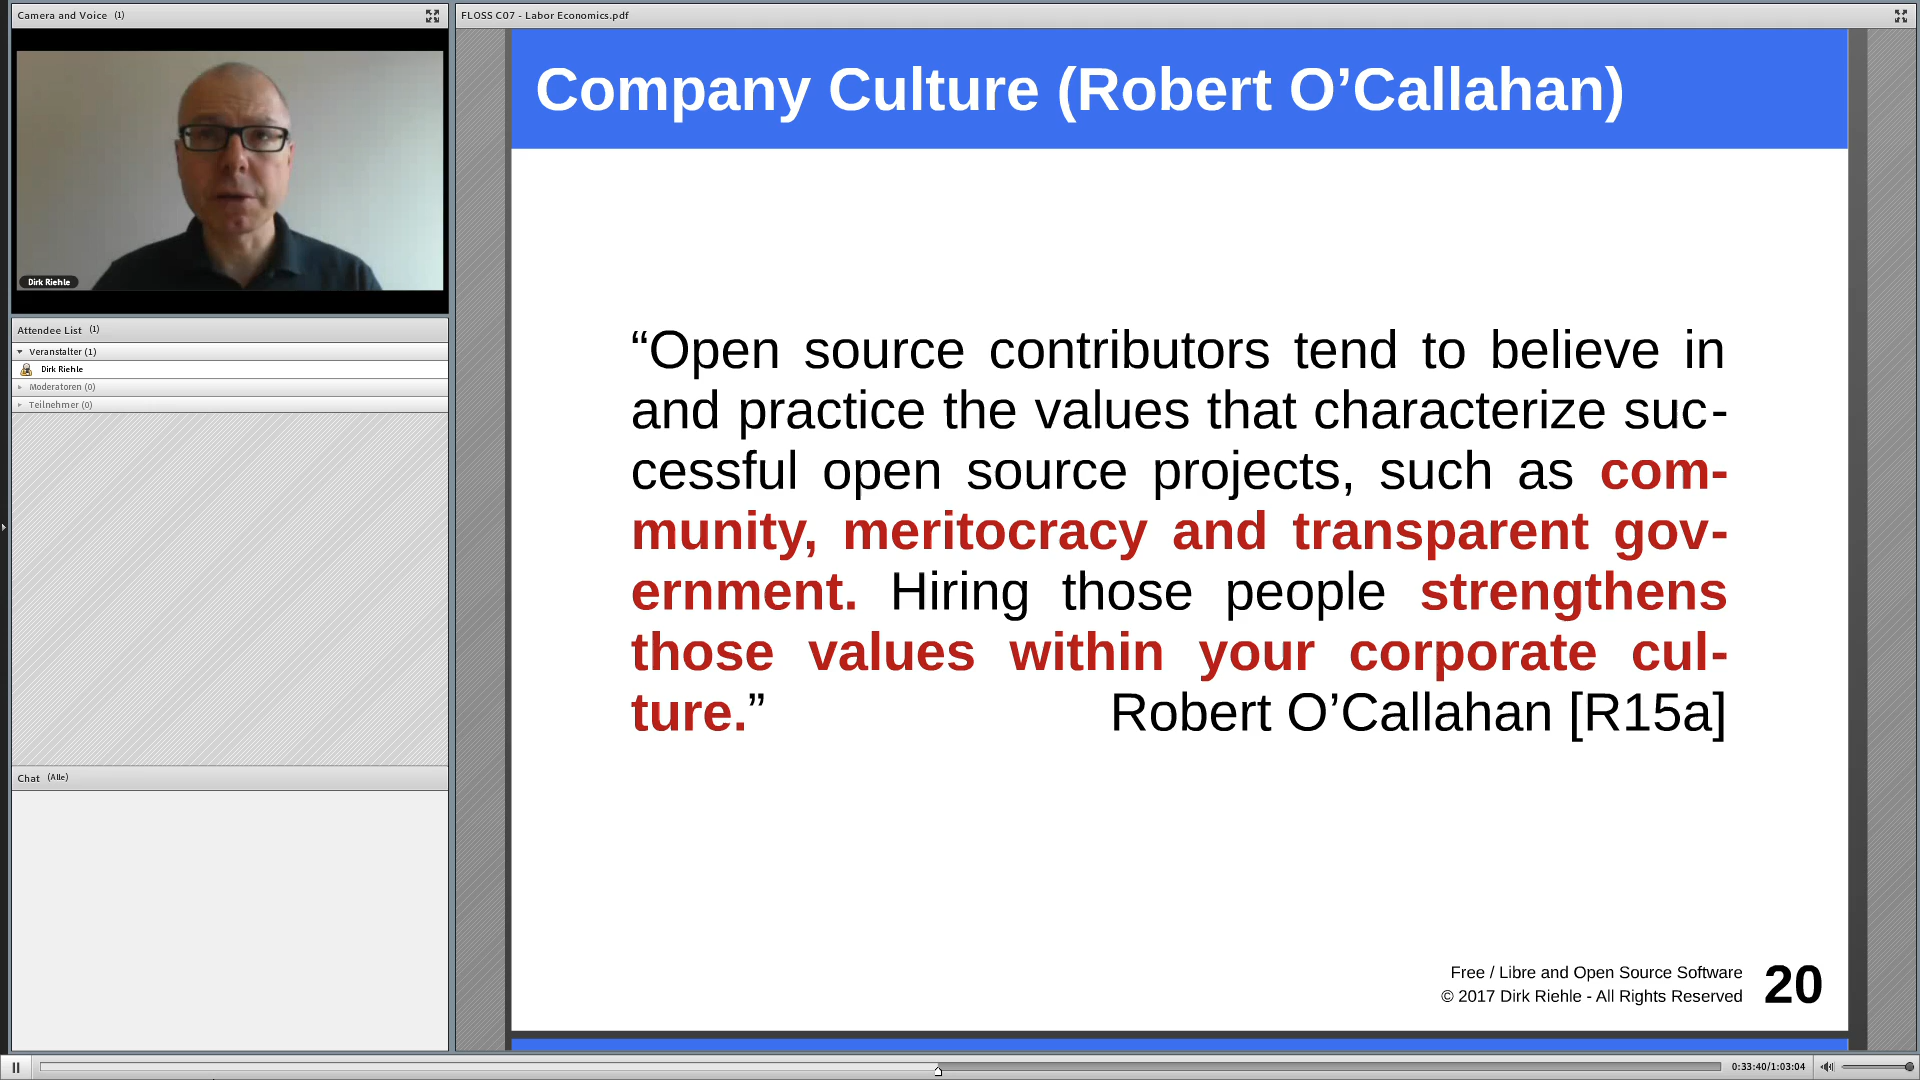 Camera and Voice (1)
Dirk Riehle
Attendee List (1)
Veranstalter (1)
Dirk Riehle
Moderatoren (0)
Teilnehmer (0)
Chat (Alle)
FLOSS C07 - Labor Economics.pdf
Company Culture (Robert O’Callahan)
“Open source contributors tend to believe in
and practice the values that characterize suc-
cessful open source projects, such as com-
munity, meritocracy and transparent gov-
ernment. Hiring those people strengthens
those values within your corporate cul-
ture.” Robert O’Callahan [R15a]
Free / Libre and Open Source Software
© 2017 Dirk Riehle - All Rights Reserved
20
0:33:40/1:03:04